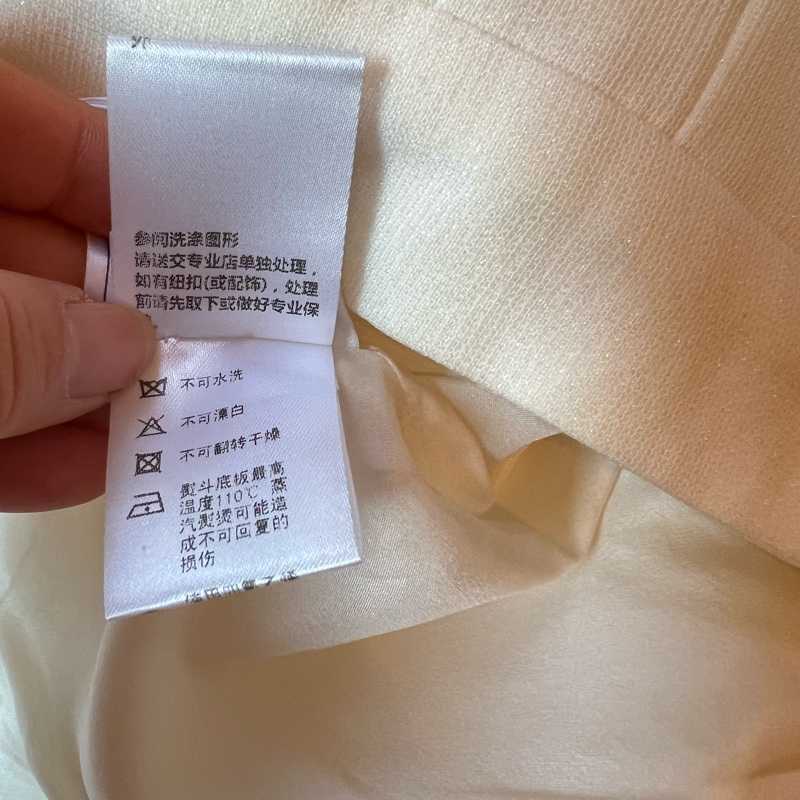 参阅洗涤图形
请送交专业店单独处理，
如有纽扣(或配饰)，处理
前请先取下或做好专业保
不可水洗
不可漂白
不可翻转干燥
熨斗底板最高
温度110℃ 蒸
汽熨烫可能造
成不可回复的
损伤